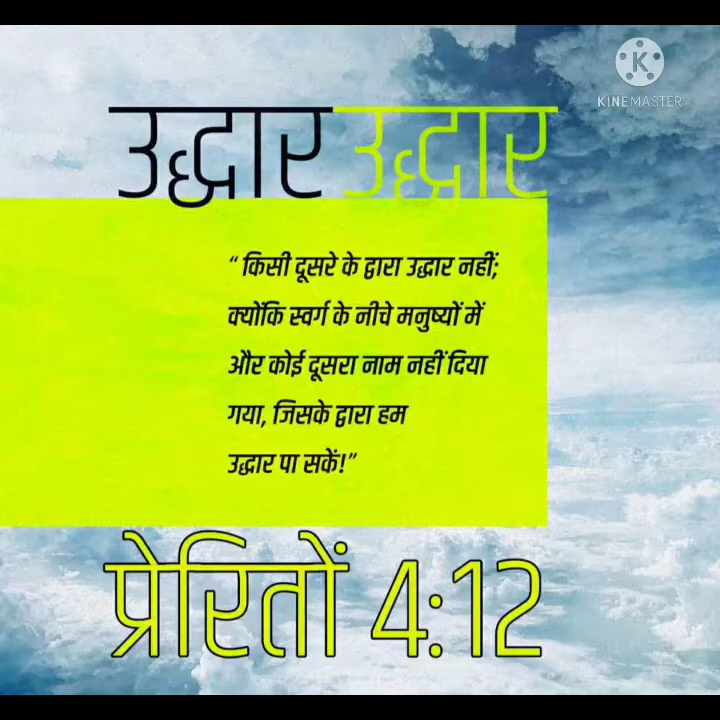 KINEMASTER
उद्धार उद्धार
“ किसी दूसरे के द्वारा उद्धार नहीं;
क्योंकि स्वर्ग के नीचे मनुष्यों में
और कोई दूसरा नाम नहीं दिया
गया, जिसके द्वारा हम
उद्धार पा सकें!”
प्रेरितों 4:12